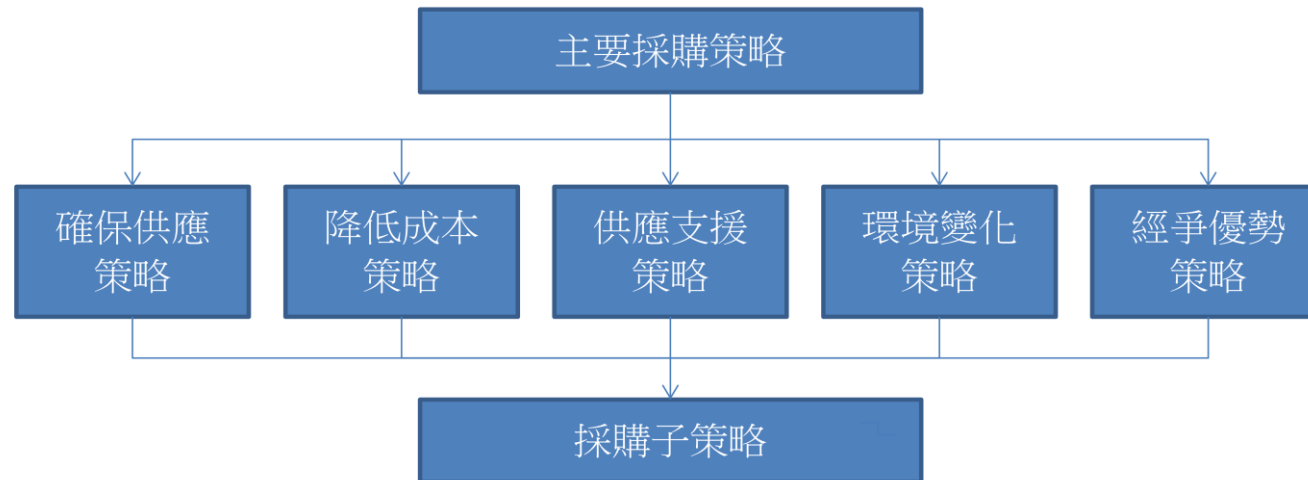 主要採購策略
確保供應
策略
降低成本
策略
供應支援
策略
環境變化
策略
經爭優勢
策略
採購子策略